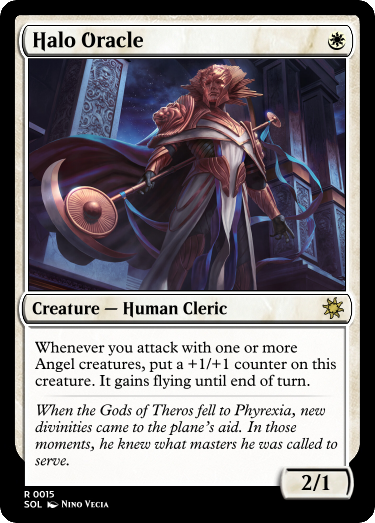 Halo Oracle
Creature — Human Cleric
Whenever you attack with one or more
Angel creatures, put a +1/+1 counter on this
creature. It gains flying until end of turn.
When the Gods of Theros fell to Phyrexia, new
divinities came to the plane's aid. In those
moments, he knew what masters he was called to
serve.
2/1
R 0015
SOL Nino Vecia